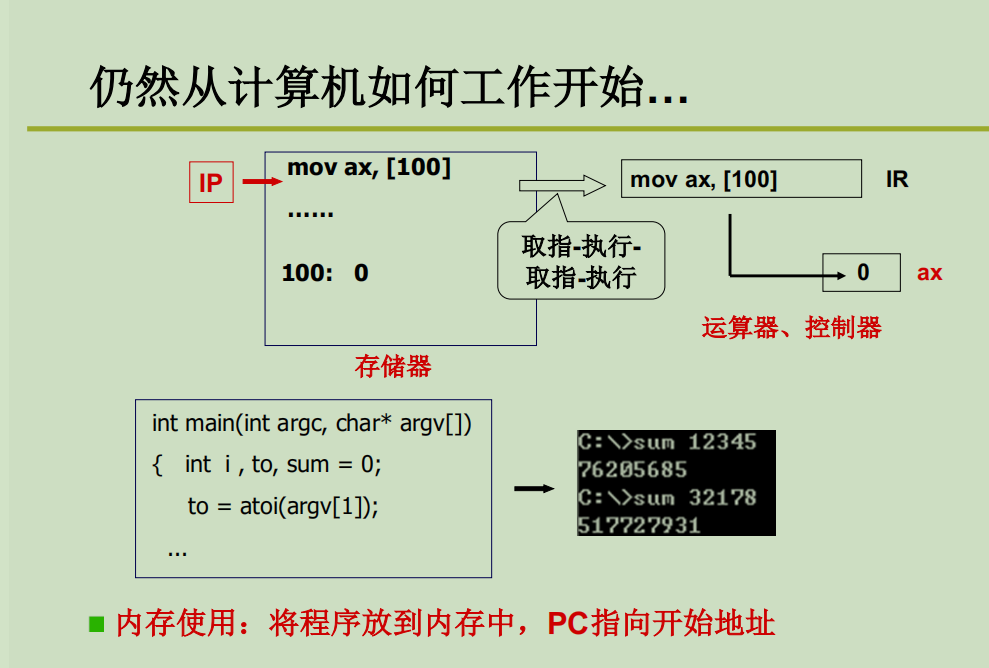 仍然从计算机如何工作开始...
IP
mov ax, [100]
......
100: 0
取指-执行-
取指-执行
mov ax, [100]
IR
0
ax
运算器、控制器
存储器
int main(int argc, char* argv[])
{ int i , to, sum = 0;
to = atoi(argv[1]);
...
C:\>sum 12345
76205685
C:\>sum 32178
517727931
内存使用：将程序放到内存中，PC指向开始地址